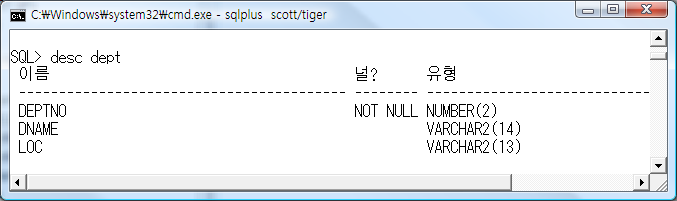 C:₩Windows₩system32₩cmd.exe - sqlplus  scott/tiger
SQL> desc dept
이름                                      널?      유형
----------------------------------------- -------- ----------------------------
DEPTNO                                    NOT NULL NUMBER(2)
DNAME                                              VARCHAR2(14)
LOC                                                VARCHAR2(13)